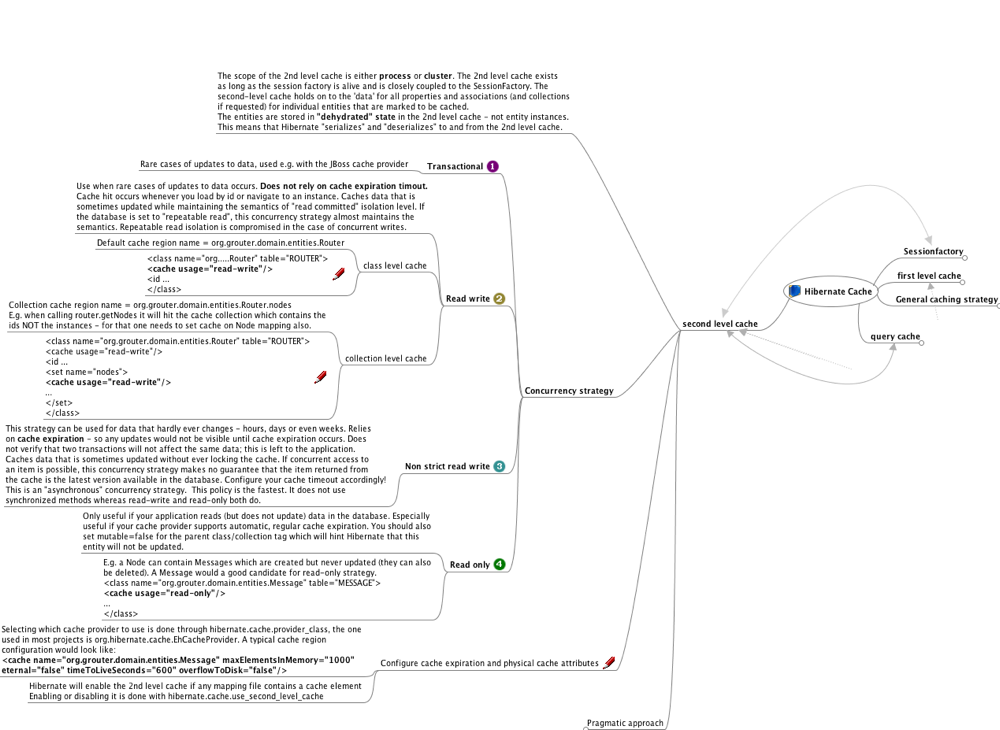 The scope of the 2nd level cache is either process or cluster. The 2nd level cache exists
as long as the session factory is alive and is closely coupled to the SessionFactory. The
second-level cache holds on to the 'data' for all properties and associations (and collections
if requested) for individual entities that are marked to be cached.
The entities are stored in "dehydrated" state in the 2nd level cache - not entity instances.
This means that Hibernate "serializes" and "deserializes" to and from the 2nd level cache.
Rare cases of updates to data, used e.g. with the JBoss cache provider
Transactional 1
Use when rare cases of updates to data occurs. Does not rely on cache expiration timout.
Cache hit occurs whenever you load by id or navigate to an instance. Caches data that is
sometimes updated while maintaining the semantics of "read committed" isolation level. If
the database is set to "repeatable read", this concurrency strategy almost maintains the
semantics. Repeatable read isolation is compromised in the case of concurrent writes.
Default cache region name = org.grouter.domain.entities.Router
<class name="org.....Router" table="ROUTER">
<cache usage="read-write"/>
<id ...
</class>
class level cache
Read write 2
Collection cache region name = org.grouter.domain.entities.Router.nodes
E.g. when calling router.getNodes it will hit the cache collection which contains the
ids NOT the instances - for that one needs to set cache on Node mapping also.
<class name="org.grouter.domain.entities.Router" table="ROUTER">
<cache usage="read-write"/>
<id ...
<set name="nodes">
<cache usage="read-write"/>
...
</set>
</class>
collection level cache
Concurrency strategy
This strategy can be used for data that hardly ever changes - hours, days or even weeks. Relies
on cache expiration - so any updates would not be visible until cache expiration occurs. Does
not verify that two transactions will not affect the same data; this is left to the application.
Caches data that is sometimes updated without ever locking the cache. If concurrent access to
an item is possible, this concurrency strategy makes no guarantee that the item returned from
the cache is the latest version available in the database. Configure your cache timeout accordingly!
This is an "asynchronous" concurrency strategy. This policy is the fastest. It does not use
synchronized methods whereas read-write and read-only both do.
Non strict read write 3
Only useful if your application reads (but does not update) data in the database. Especially
useful if your cache provider supports automatic, regular cache expiration. You should also
set mutable=false for the parent class/collection tag which will hint Hibernate that this
entity will not be updated.
E.g. a Node can contain Messages which are created but never updated (they can also
be deleted). A Message would a good candidate for read-only strategy.
<class name="org.grouter.domain.entities.Message" table="MESSAGE">
<cache usage="read-only"/>
...
</class>
Read only 4
Selecting which cache provider to use is done through hibernate.cache.provider_class, the one
used in most projects is org.hibernate.cache.EhCacheProvider. A typical cache region
configuration would look like:
<cache name="org.grouter.domain.entities.Message" maxElementsInMemory="1000"
eternal="false" timeToLiveSeconds="600" overflowToDisk="false"/>
Hibernate will enable the 2nd level cache if any mapping file contains a cache element
Enabling or disabling it is done with hibernate.cache.use_second_level_cache
Configure cache expiration and physical cache attributes
Pragmatic approach
second level cache
Hibernate Cache
Sessionfactory
first level cache
General caching strategy
query cache